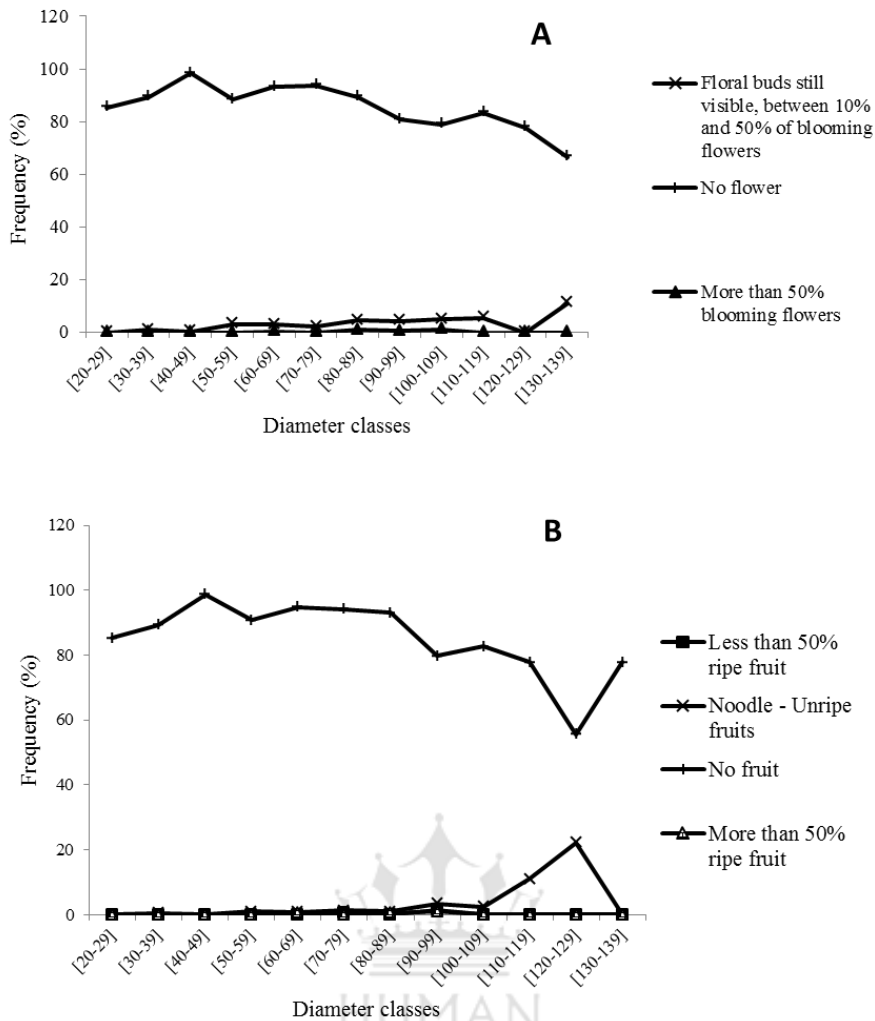 A
120
100
80
60
40
20
0
Frequency (%)
[20-29]
[30-39]
[40-49]
[50-59]
[60-69]
[70-79]
[80-89]
[90-99]
[100-109]
[110-119]
[120-129]
[130-139]
Diameter classes
Floral buds still
visible, between 10%
and 50% of blooming
flowers
No flower
More than 50%
blooming flowers
B
120
100
80
60
40
20
0
Frequency (%)
[20-29]
[30-39]
[40-49]
[50-59]
[60-69]
[70-79]
[80-89]
[90-99]
[100-109]
[110-119]
[120-129]
[130-139]
Diameter classes
Less than 50%
ripe fruit
Noodle - Unripe
fruits
No fruit
More than 50%
ripe fruit
HUMAN